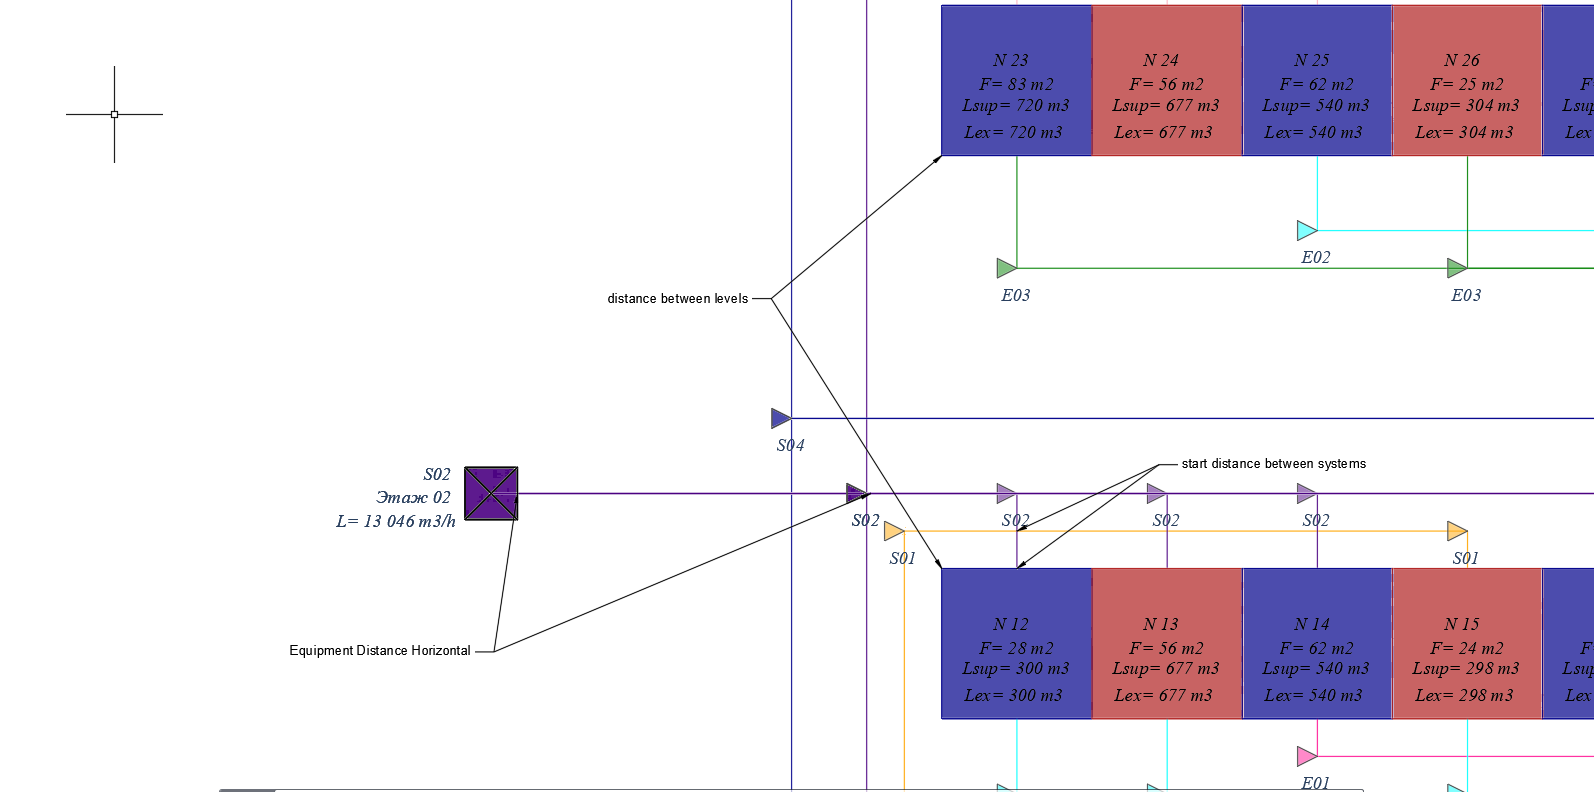 N 23
F= 83 m2
Lsup= 720 m3
Lex= 720 m3
N 24
F= 56 m2
Lsup= 677 m3
Lex= 677 m3
N 25
F= 62 m2
Lsup= 540 m3
Lex= 540 m3
N 26
F= 25 m2
Lsup= 304 m3
Lex= 304 m3
F
Lsup
Lex
E02
E03
E03
distance between levels
S04
start distance between systems
S02
Этаж 02
L= 13 046 m3/h
S02
S02
S02
S02
S01
S01
Equipment Distance Horizontal
N 12
F= 28 m2
Lsup= 300 m3
Lex= 300 m3
N 13
F= 56 m2
Lsup= 677 m3
Lex= 677 m3
N 14
F= 62 m2
Lsup= 540 m3
Lex= 540 m3
N 15
F= 24 m2
Lsup= 298 m3
Lex= 298 m3
F
Lsup
Lex
E01